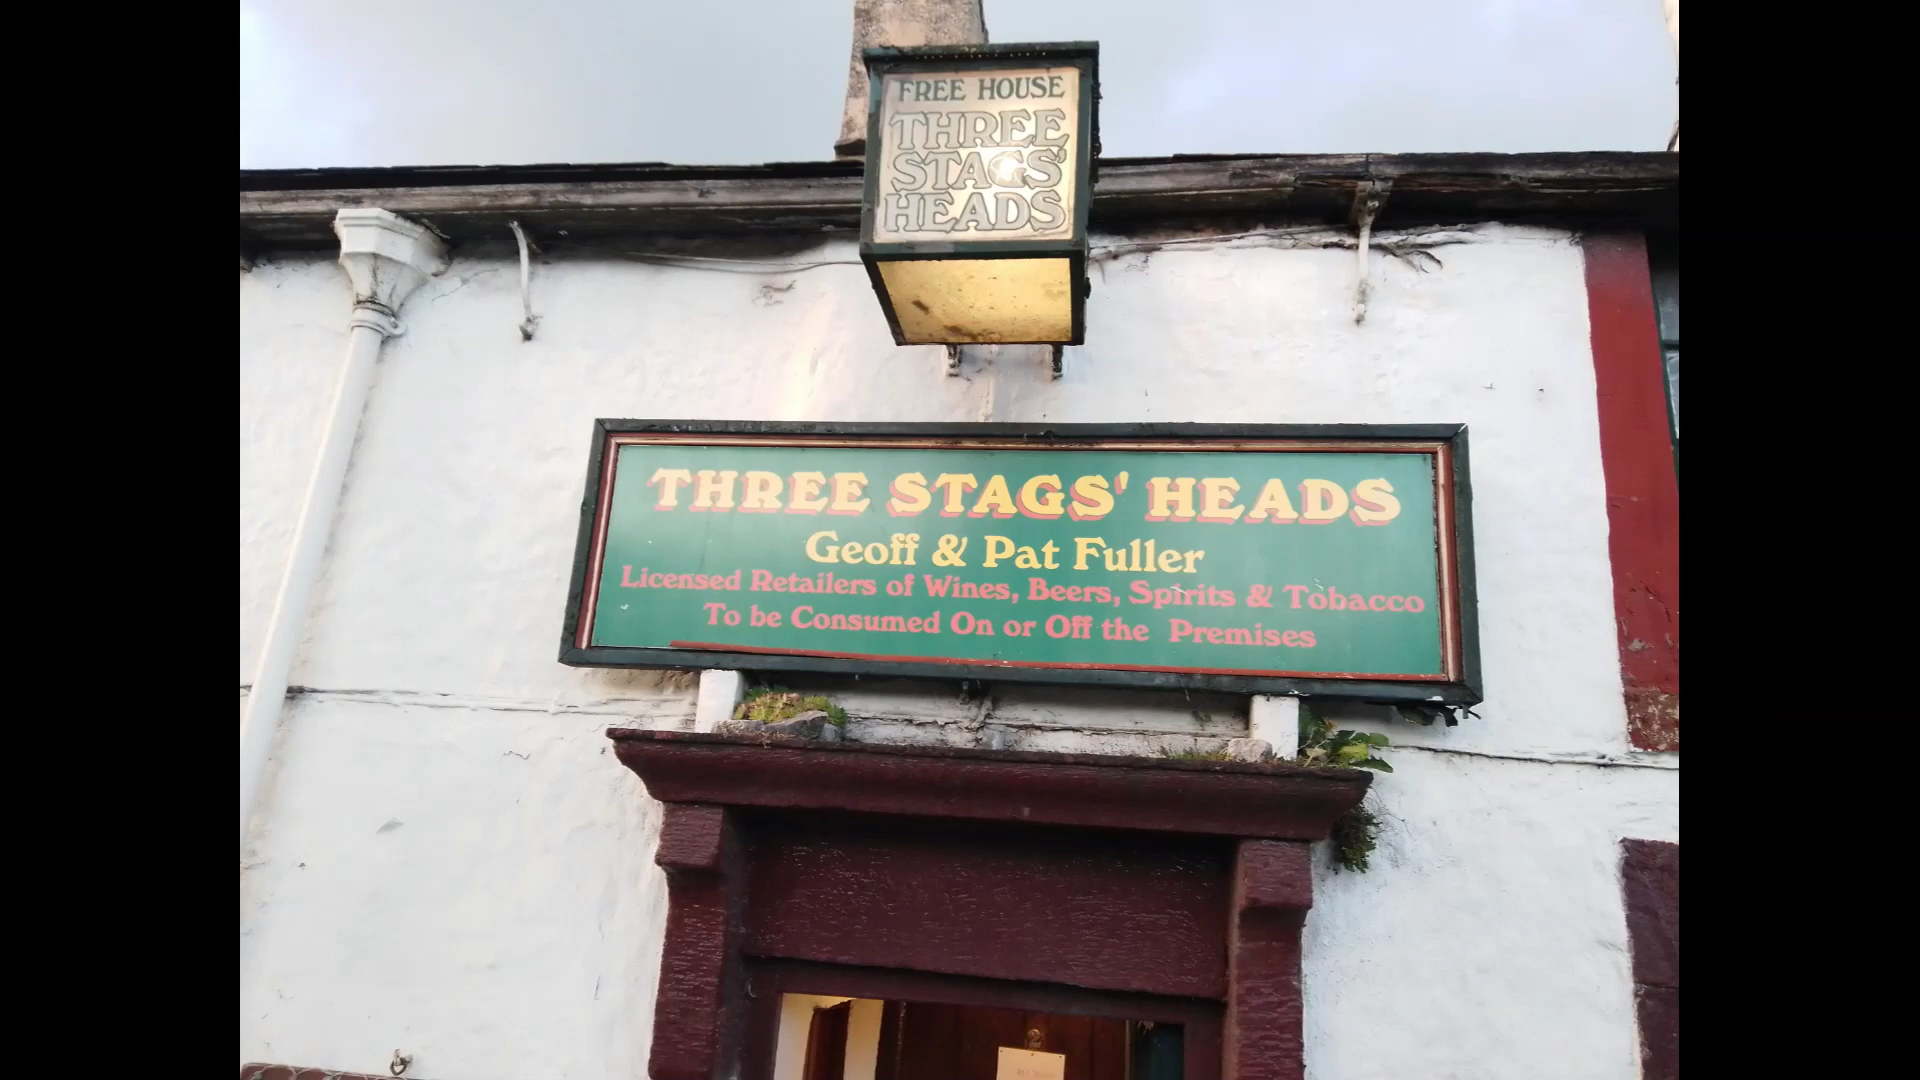 FREE HOUSE
THREE
STAGS'
HEADS
THREE STAGS' HEADS
Geoff & Pat Fuller
Licensed Retailers of Wines, Beers, Spirits & Tobacco
To be Consumed On or Off the Premises
2